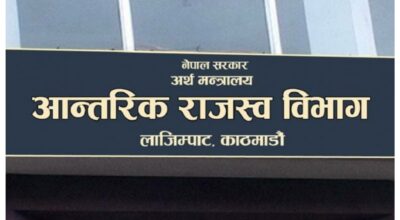 नेपाल सरकार
अर्थ मन्त्रालय
आन्तरिक राजस्व विभाग
लाजिम्पाट, काठमाडौं